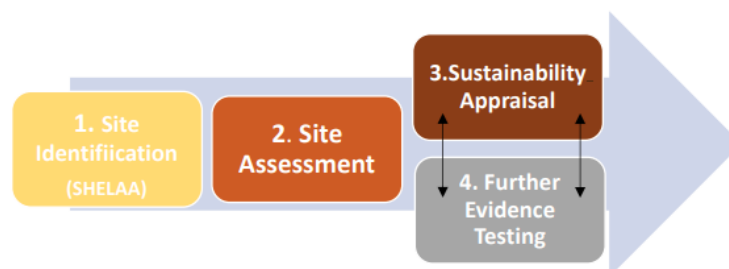 1. Site
Identifiication
(SHELAA)
2. Site
Assessment
3.Sustainability
Appraisal
4. Further
Evidence
Testing